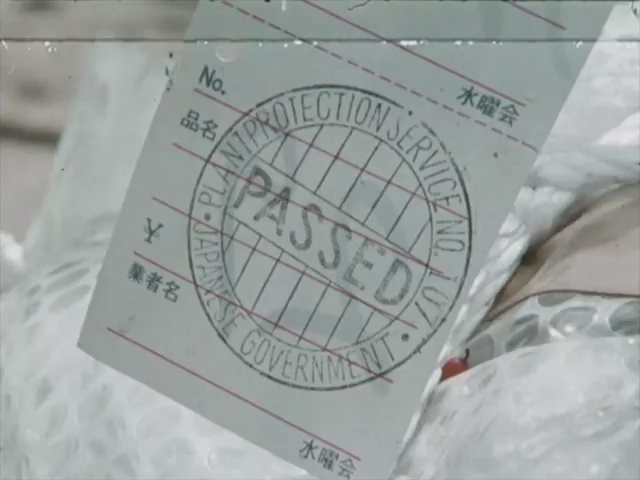 水曜会
No.
品名
¥
業者名
水曜会
PLANT PROTECTION SERVICE NO. 107
PASSED
JAPANESE GOVERNMENT